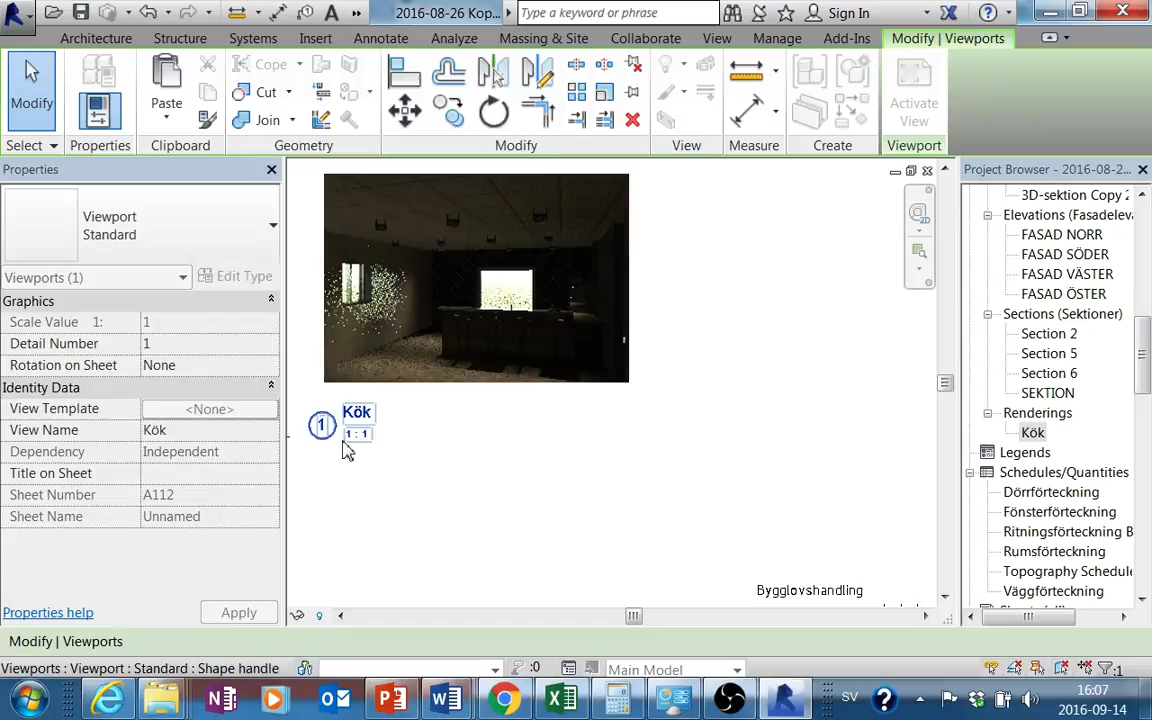 2016-08-26 Kop... Type a keyword or phrase Sign In
Architecture Structure Systems Insert Annotate Analyze Massing & Site Collaborate View Manage Add-Ins Modify | Viewports
Modify Paste Cope Cut Join Activate View
Select Properties Clipboard Geometry Modify View Measure Create Viewport
Properties
Viewport
Standard
Viewports (1) Edit Type
Graphics
Scale Value 1: 1
Detail Number 1
Rotation on Sheet None
Identity Data
View Template <None>
View Name Kök
Dependency Independent
Title on Sheet
Sheet Number A112
Sheet Name Unnamed
Properties help Apply
2D
1 Kök
1 : 1
Bygglovshandling
Project Browser - 2016-08-2...
3D-sektion Copy 2
Elevations (Fasadeleva
FASAD NORR
FASAD SÖDER
FASAD VÄSTER
FASAD ÖSTER
Sections (Sektioner)
Section 2
Section 5
Section 6
SEKTION
Renderings
Kök
Legends
Schedules/Quantities
Dörrförteckning
Fönsterförteckning
Ritningsförteckning B
Rumsförteckning
Topography Schedule
Väggförteckning
Modify | Viewports
Viewports : Viewport : Standard : Shape handle :0 Main Model :1
SV 16:07
2016-09-14